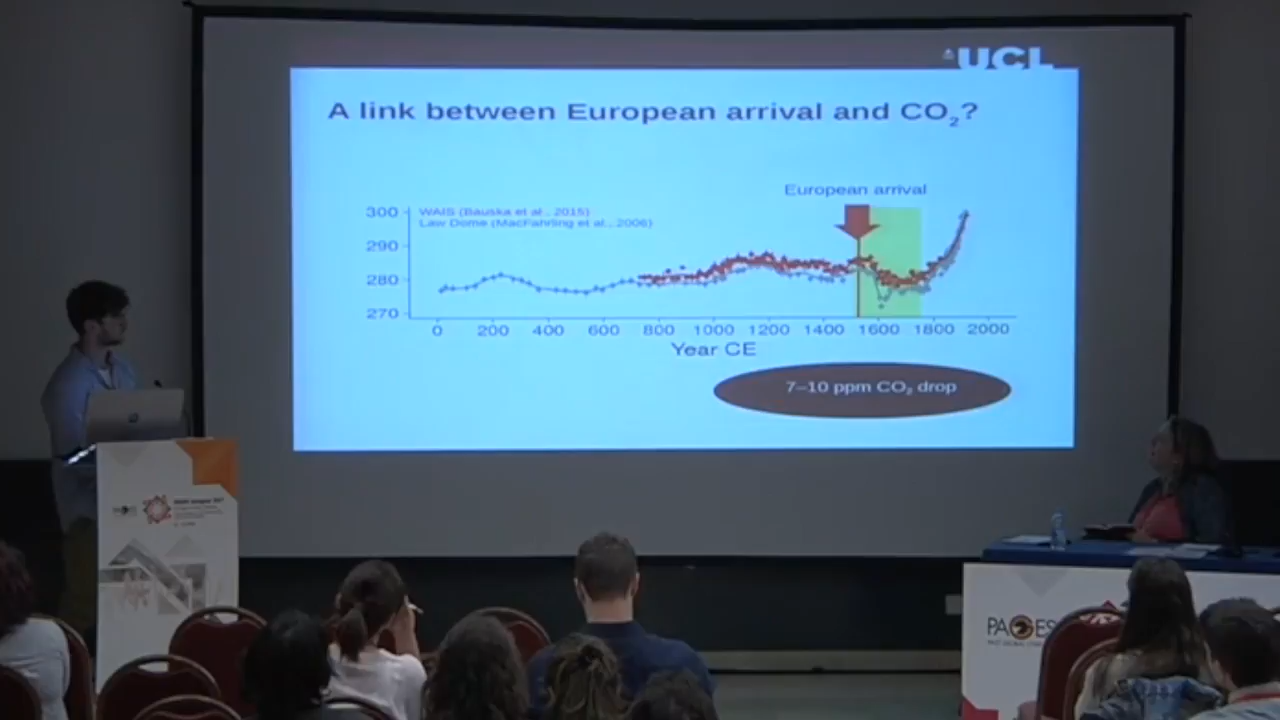 UCL
A link between European arrival and CO₂?
European arrival
300
WAIS (Bauska et al., 2015)
Law Dome (MacFahrling et al., 2006)
290
280
270
0 200 400 600 800 1000 1200 1400 1600 1800 2000
Year CE
7–10 ppm CO₂ drop
PAGES